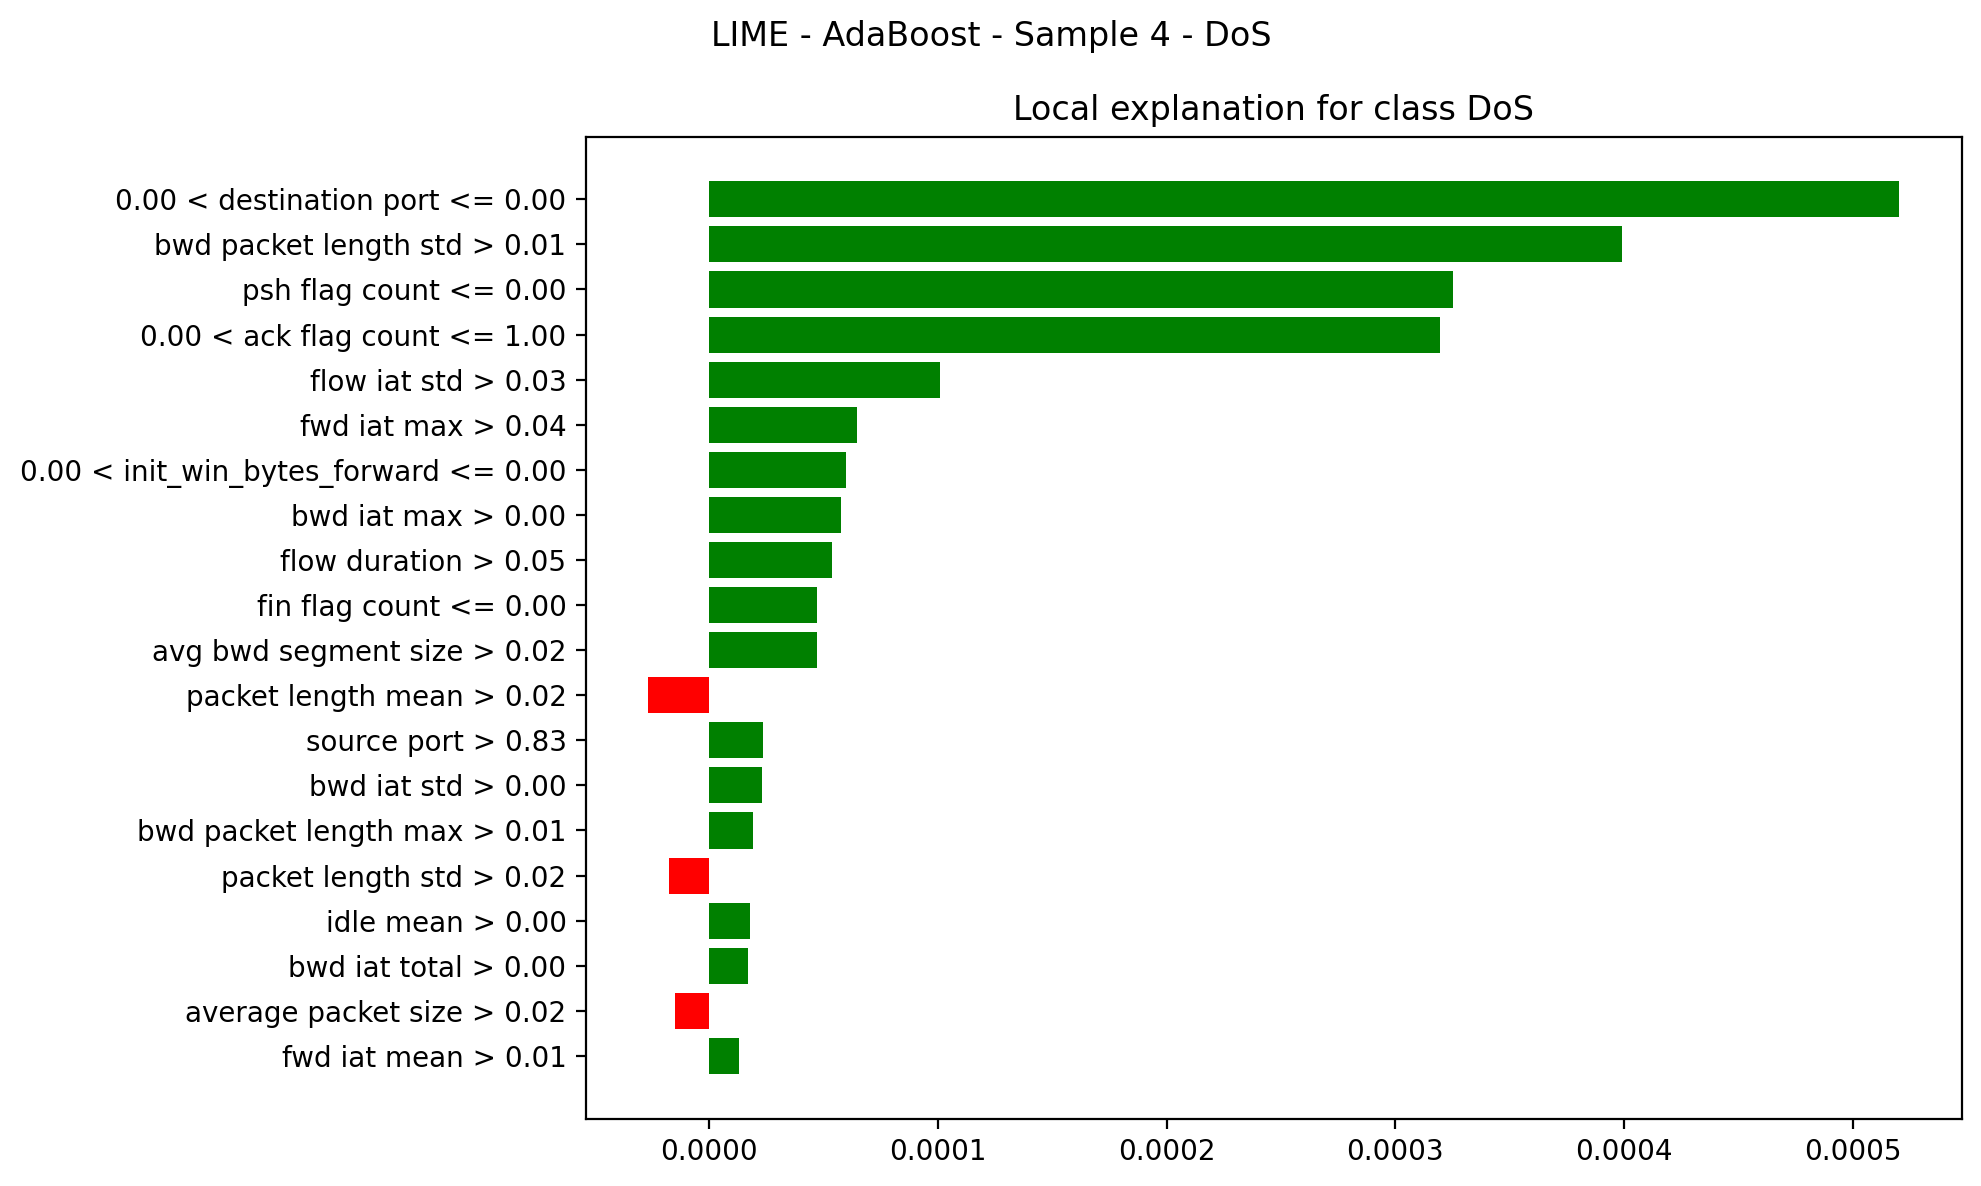 LIME - AdaBoost - Sample 4 - DoS
Local explanation for class DoS
0.00 < destination port <= 0.00
bwd packet length std > 0.01
psh flag count <= 0.00
0.00 < ack flag count <= 1.00
flow iat std > 0.03
fwd iat max > 0.04
0.00 < init_win_bytes_forward <= 0.00
bwd iat max > 0.00
flow duration > 0.05
fin flag count <= 0.00
avg bwd segment size > 0.02
packet length mean > 0.02
source port > 0.83
bwd iat std > 0.00
bwd packet length max > 0.01
packet length std > 0.02
idle mean > 0.00
bwd iat total > 0.00
average packet size > 0.02
fwd iat mean > 0.01
0.0000 0.0001 0.0002 0.0003 0.0004 0.0005